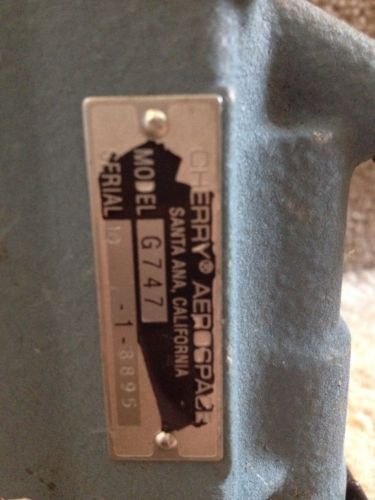 CHERRY® AEROSPACE
SANTA ANA, CALIFORNIA
MODEL G747
SERIAL -1-8895